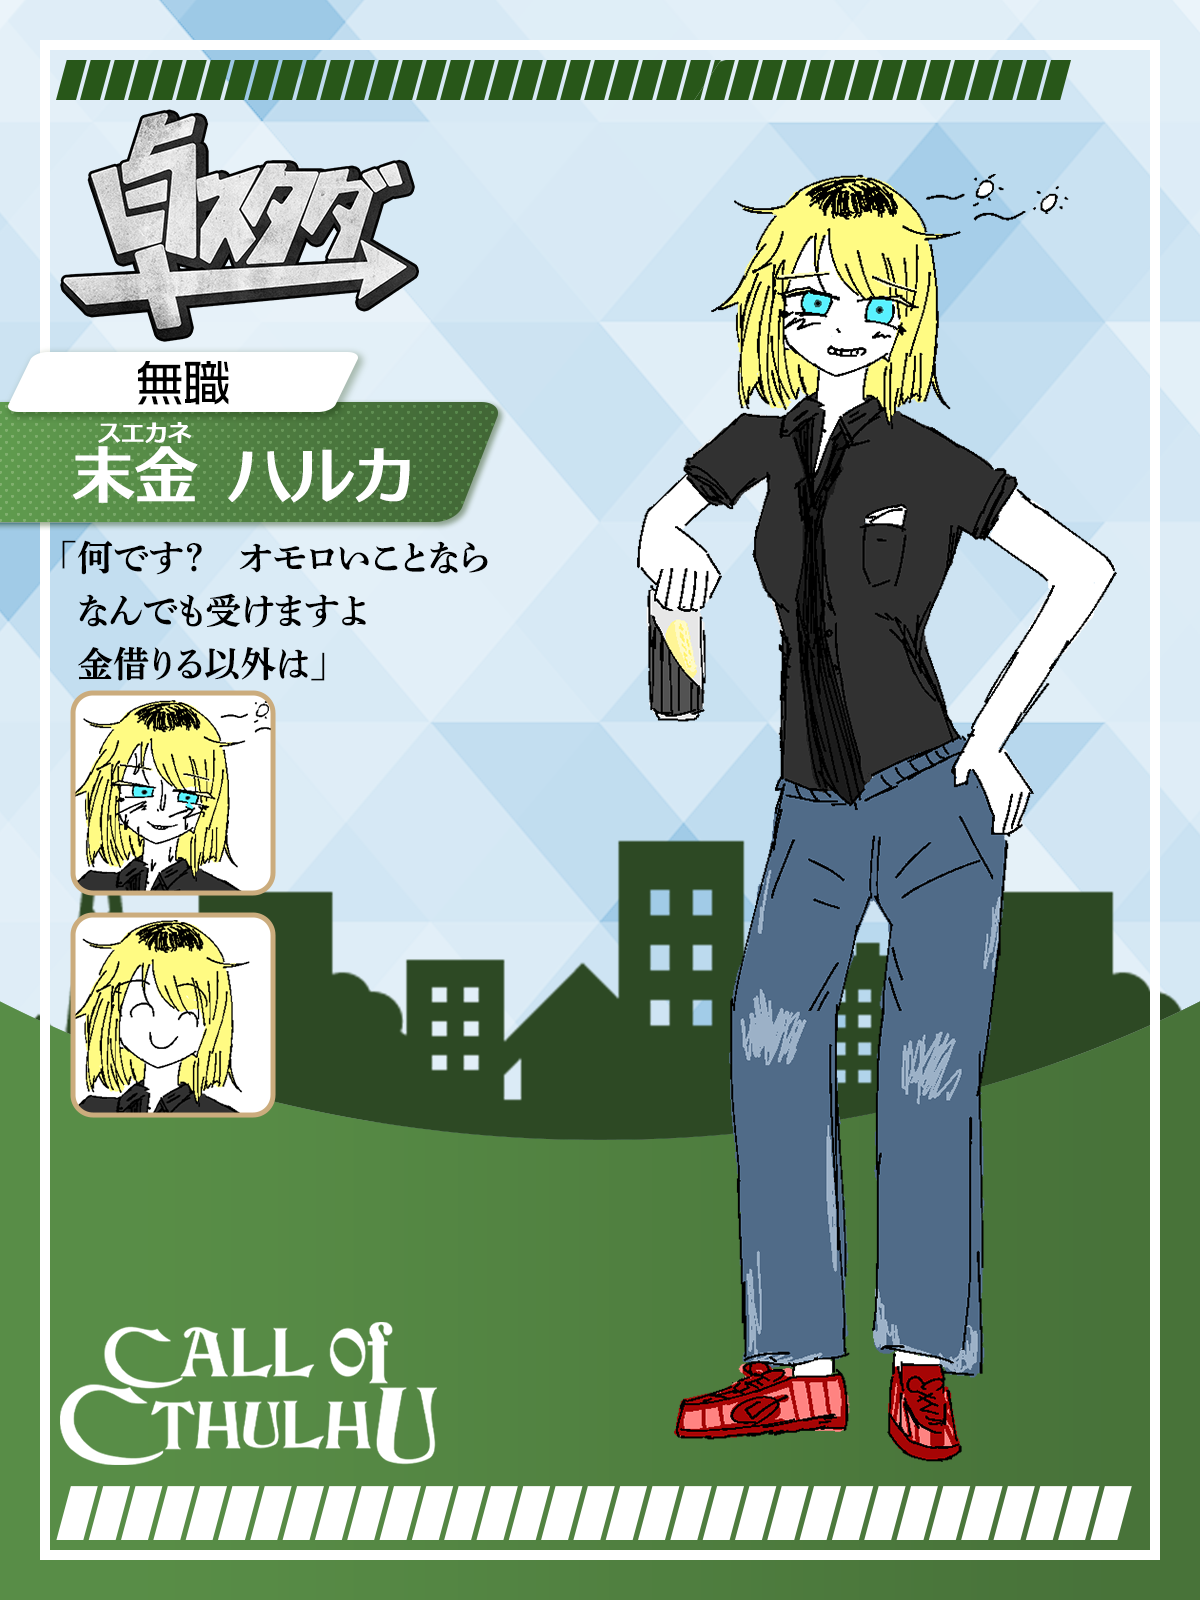 卓スタダ
無職
スエカネ
末金 ハルカ
「何です？　オモロいことなら
なんでも受けますよ
金借りる以外は」
CALL of
CTHULHU